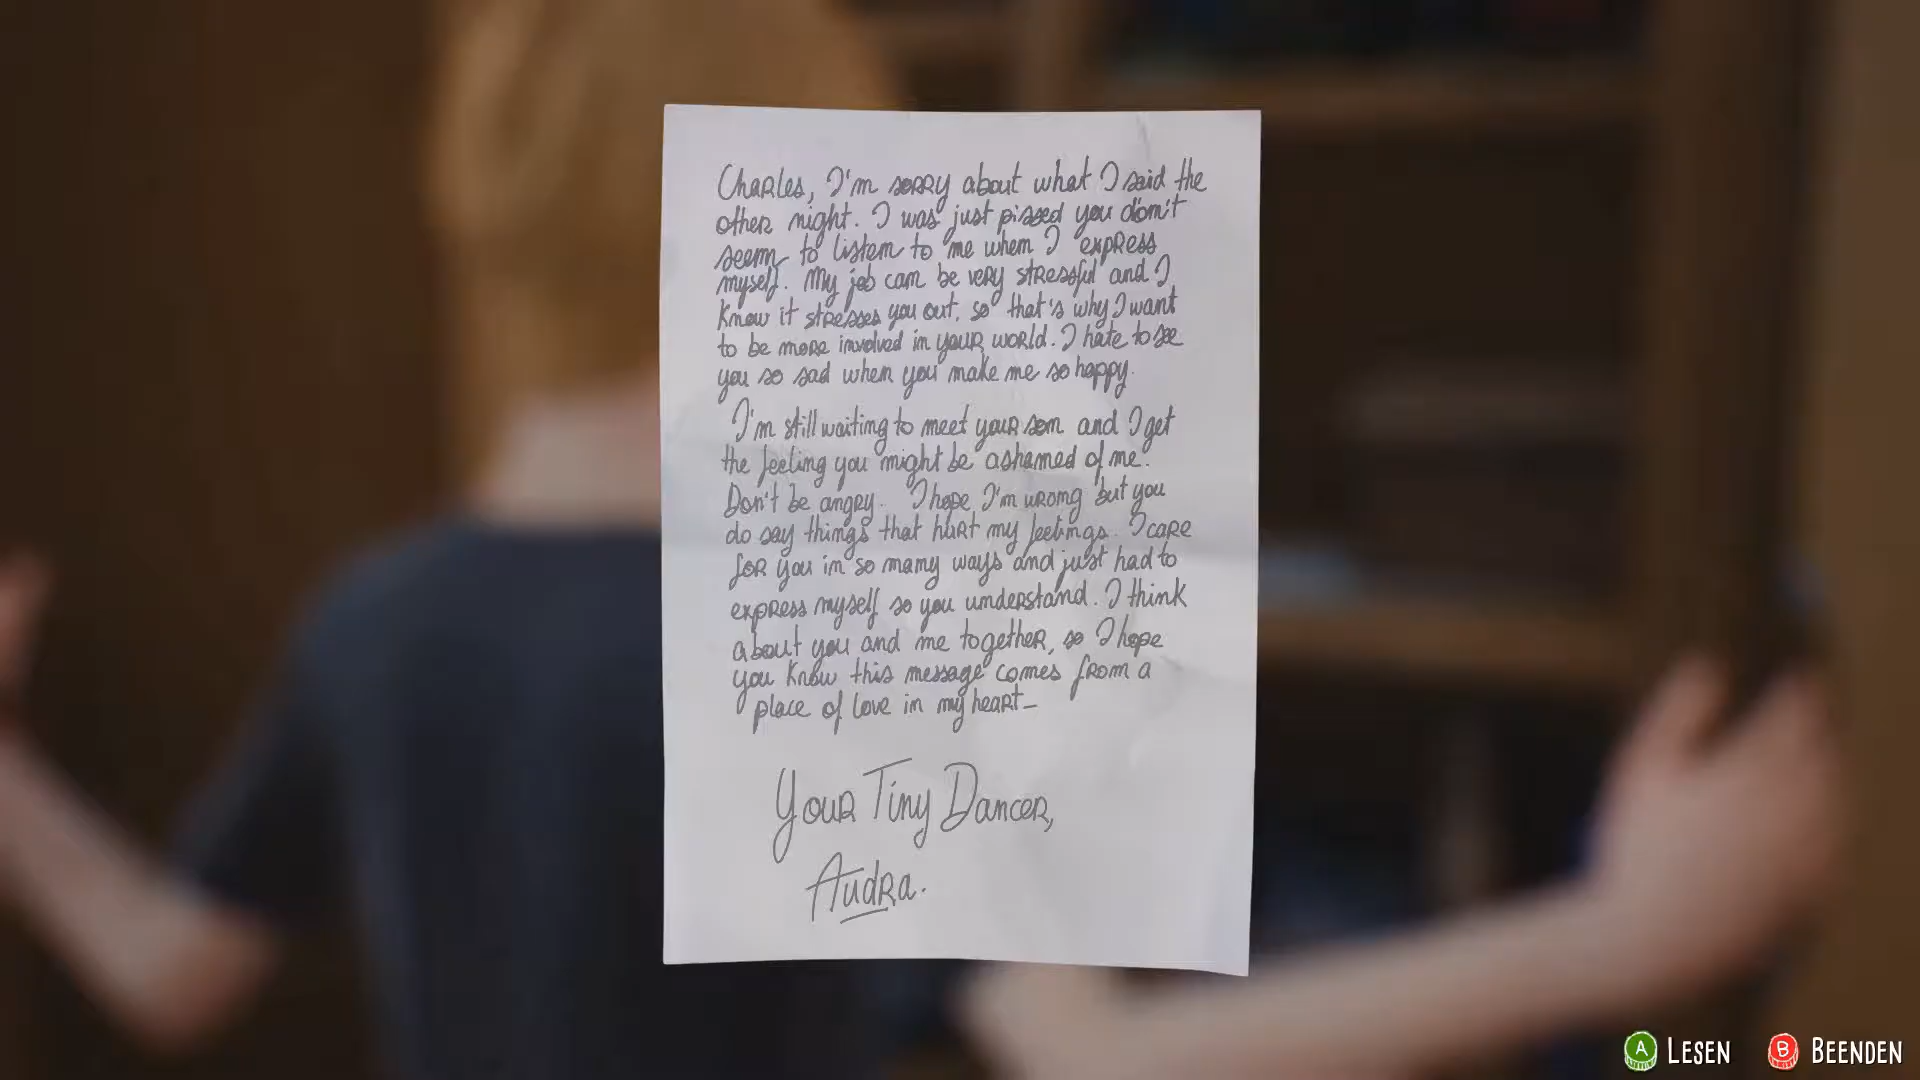 Charles, I'm sorry about what I said the
other night. I was just pissed you don't
seem to listen to me when I express
myself. My job can be very stressful and I
know it stresses you out, so that's why I want
to be more involved in your world. I hate to see
you so sad when you make me so happy.
I'm still waiting to meet your son and I get
the feeling you might be ashamed of me.
Don't be angry. I hope I'm wrong but you
do say things that hurt my feelings. I care
for you in so many ways and just had to
express myself so you understand. I think
about you and me together, so I hope
you know this message comes from a
place of love in my heart_
Your Tiny Dancer,
Audra.
A LESEN B BEENDEN